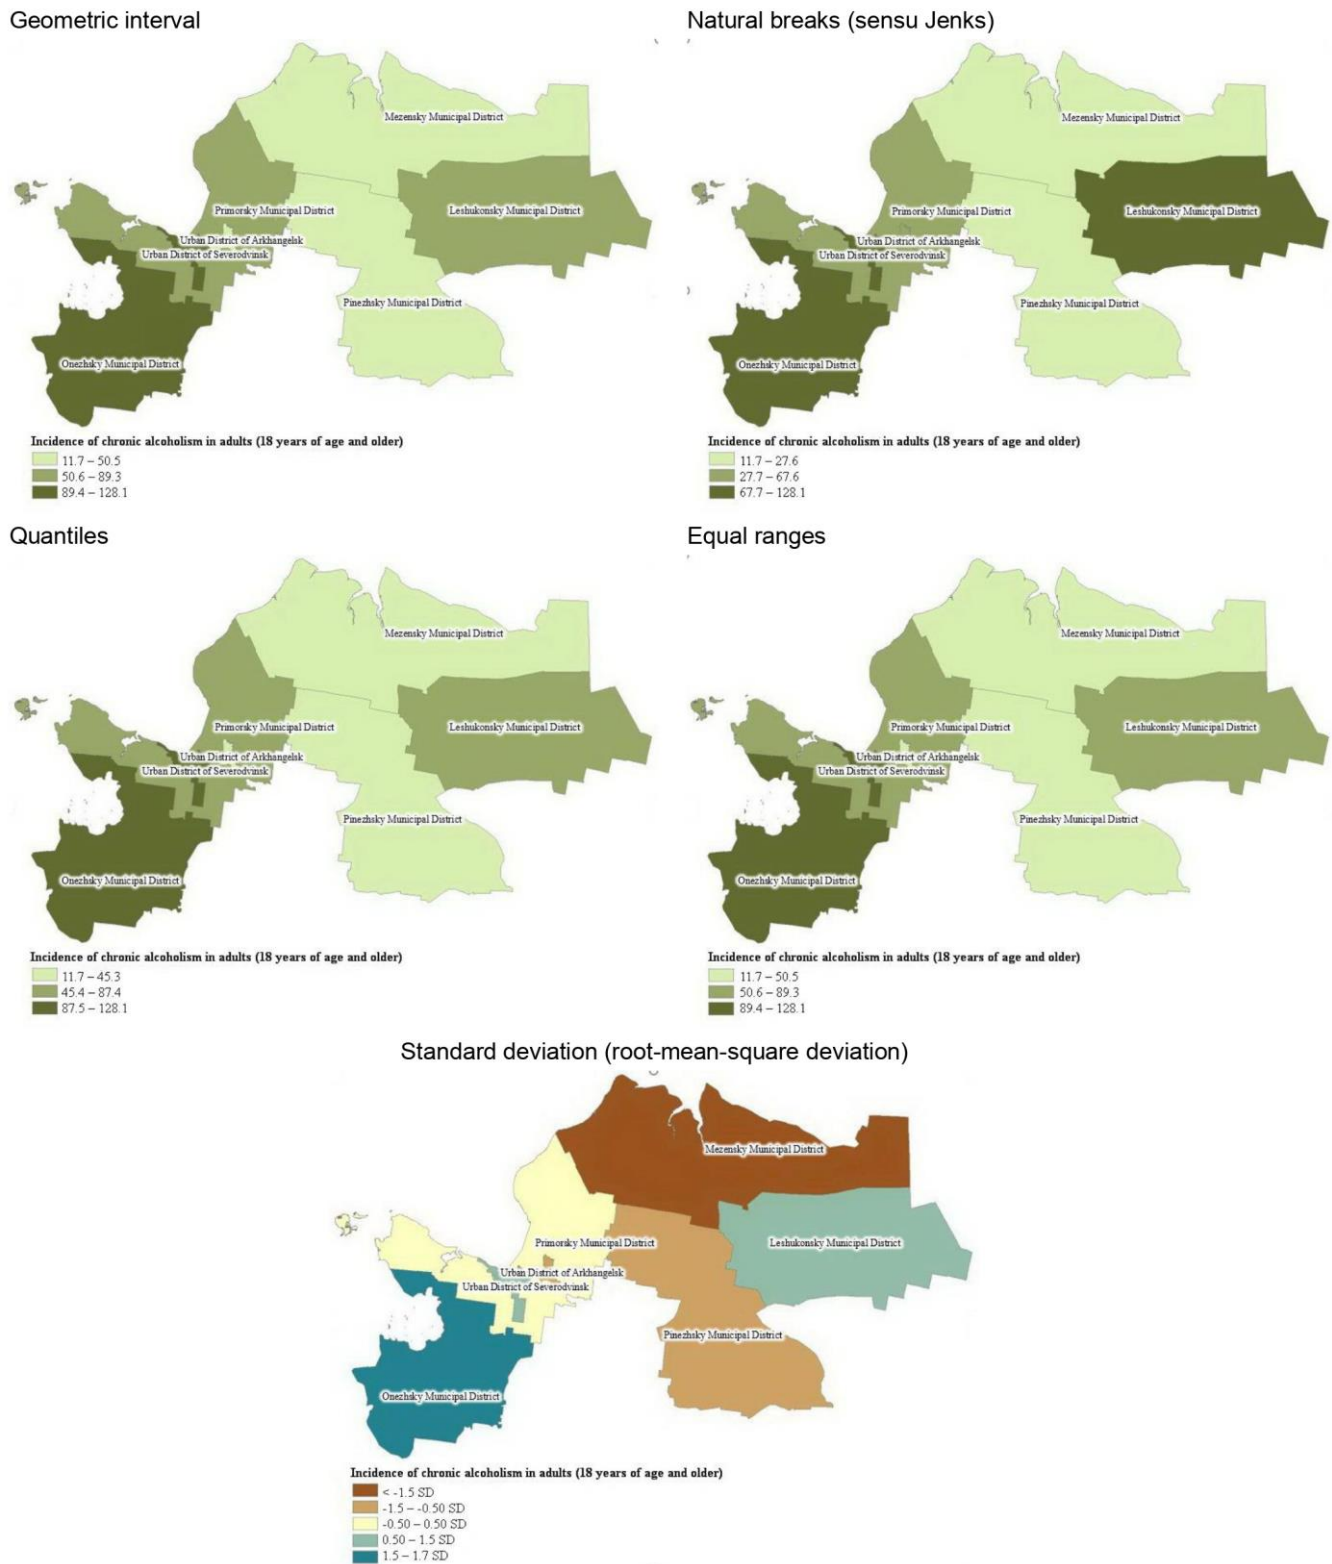 Geometric interval
Mezensky Municipal District
Primorsky Municipal District
Leshukonsky Municipal District
Urban District of Arkhangelsk
Urban District of Severodvinsk
Pinezhsky Municipal District
Onezhsky Municipal District
Incidence of chronic alcoholism in adults (18 years of age and older)
11.7 – 50.5
50.6 – 89.3
89.4 – 128.1
Natural breaks (sensu Jenks)
Mezensky Municipal District
Primorsky Municipal District
Leshukonsky Municipal District
Urban District of Arkhangelsk
Urban District of Severodvinsk
Pinezhsky Municipal District
Onezhsky Municipal District
Incidence of chronic alcoholism in adults (18 years of age and older)
11.7 – 27.6
27.7 – 67.6
67.7 – 128.1
Quantiles
Mezensky Municipal District
Primorsky Municipal District
Leshukonsky Municipal District
Urban District of Arkhangelsk
Urban District of Severodvinsk
Pinezhsky Municipal District
Onezhsky Municipal District
Incidence of chronic alcoholism in adults (18 years of age and older)
11.7 – 45.3
45.4 – 87.4
87.5 – 128.1
Equal ranges
Mezensky Municipal District
Primorsky Municipal District
Leshukonsky Municipal District
Urban District of Arkhangelsk
Urban District of Severodvinsk
Pinezhsky Municipal District
Onezhsky Municipal District
Incidence of chronic alcoholism in adults (18 years of age and older)
11.7 – 50.5
50.6 – 89.3
89.4 – 128.1
Standard deviation (root-mean-square deviation)
Mezensky Municipal District
Primorsky Municipal District
Leshukonsky Municipal District
Urban District of Arkhangelsk
Urban District of Severodvinsk
Pinezhsky Municipal District
Onezhsky Municipal District
Incidence of chronic alcoholism in adults (18 years of age and older)
< -1.5 SD
-1.5 – -0.50 SD
-0.50 – 0.50 SD
0.50 – 1.5 SD
1.5 – 1.7 SD